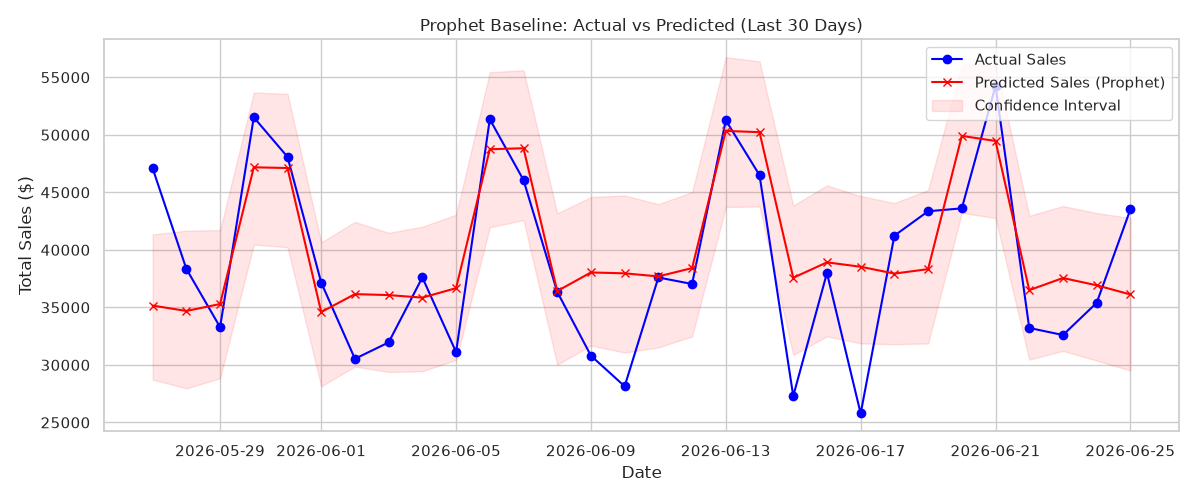 Prophet Baseline: Actual vs Predicted (Last 30 Days)
Actual Sales
Predicted Sales (Prophet)
Confidence Interval
Total Sales ($)
55000
50000
45000
40000
35000
30000
25000
2026-05-29 2026-06-01 2026-06-05 2026-06-09 2026-06-13 2026-06-17 2026-06-21 2026-06-25
Date